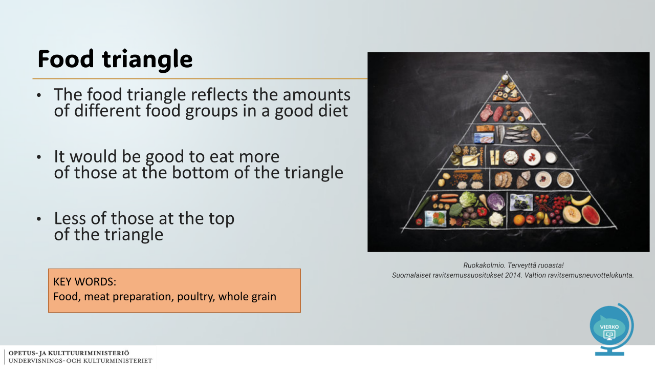 Food triangle
• The food triangle reflects the amounts
of different food groups in a good diet
• It would be good to eat more
of those at the bottom of the triangle
• Less of those at the top
of the triangle
KEY WORDS:
Food, meat preparation, poultry, whole grain
Ruokakolmio. Terveyttä ruoasta!
Suomalaiset ravitsemussuositukset 2014. Valtion ravitsemusneuvottelukunta.
VIERKO
OPETUS- JA KULTTUURIMINISTERIÖ
UNDERVISNINGS- OCH KULTURMINISTERIET